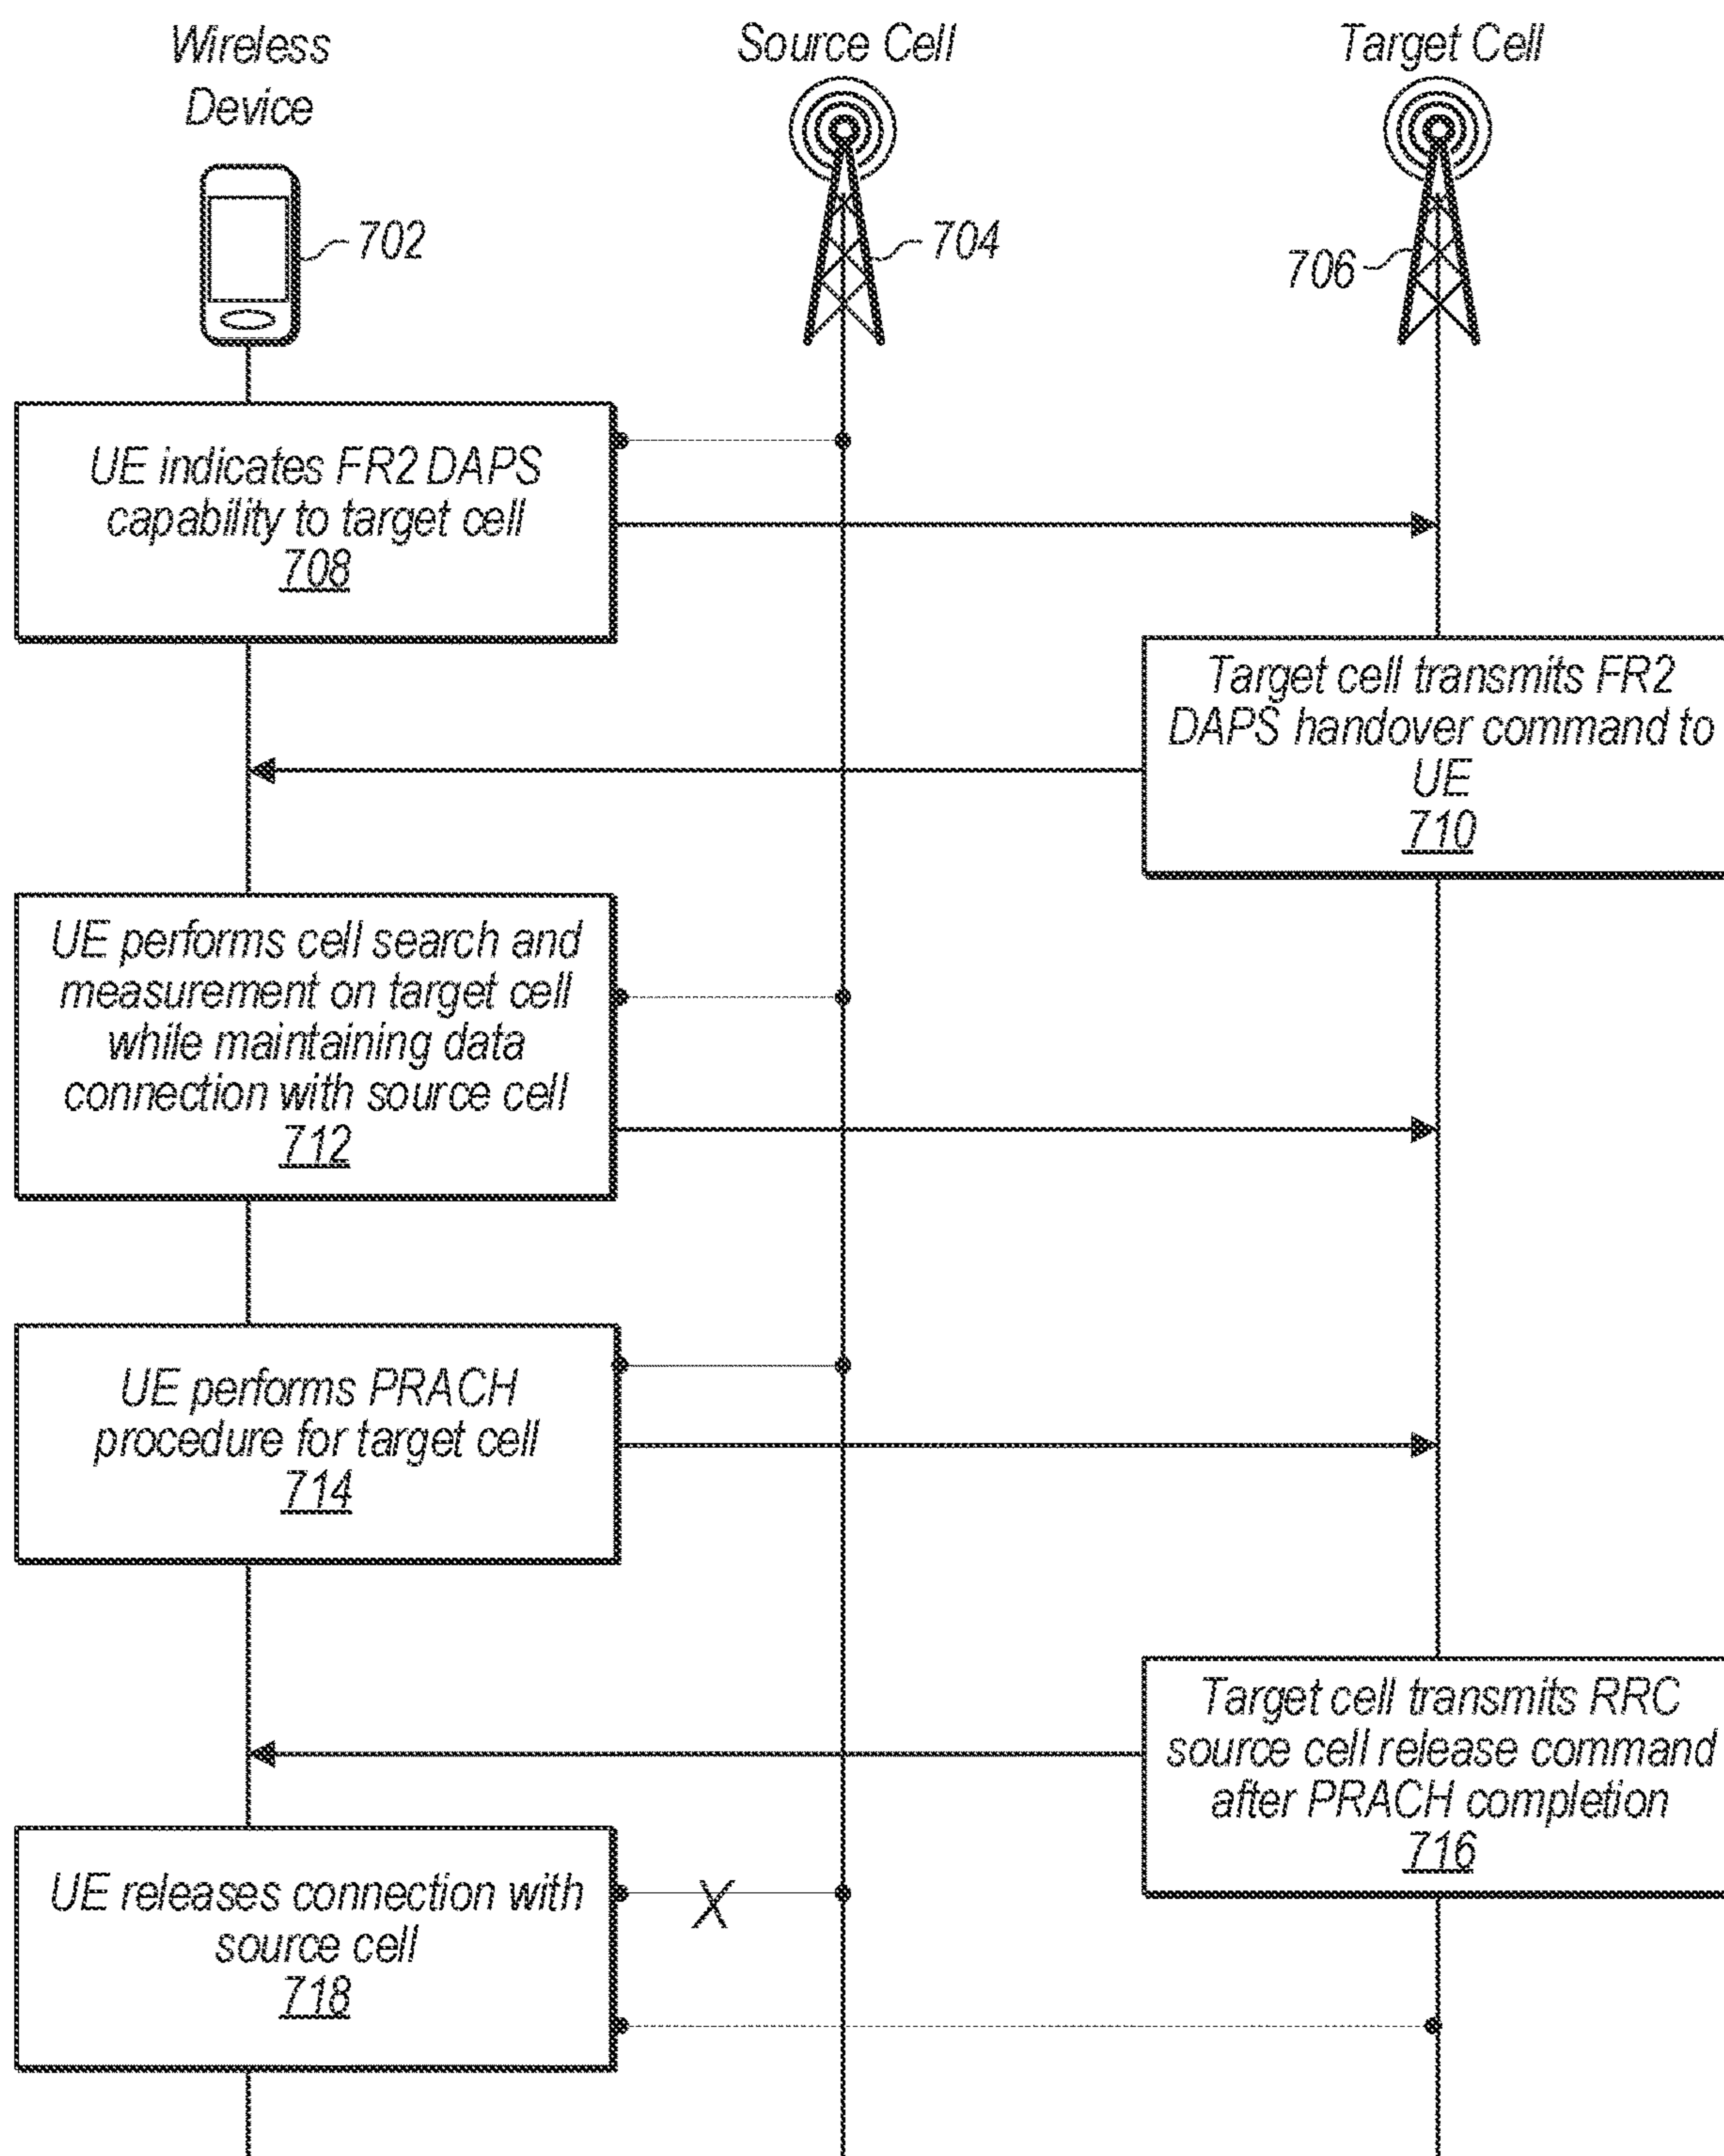 Wireless
Device
Source Cell
Target Cell
702
704
706
UE indicates FR2 DAPS
capability to target cell
708
Target cell transmits FR2
DAPS handover command to
UE
710
UE performs cell search and
measurement on target cell
while maintaining data
connection with source cell
712
UE performs PRACH
procedure for target cell
714
Target cell transmits RRC
source cell release command
after PRACH completion
716
UE releases connection with
source cell
718
X